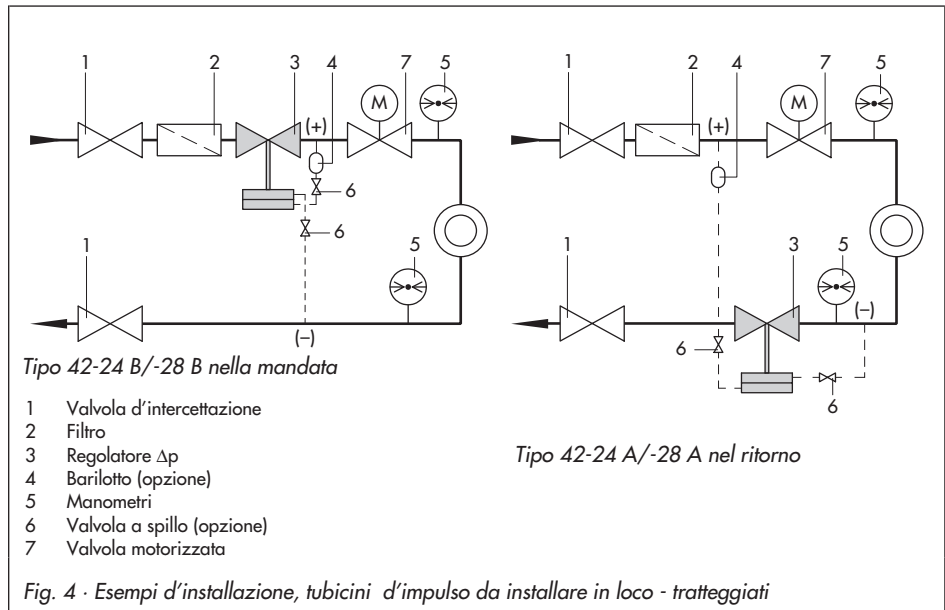 1 2 3 4 7 5
M
(+)
6
6
1 5
(–)
Tipo 42-24 B/-28 B nella mandata
1 2 4 7 5
M
(+)
1 3 5
(–)
6
6
Tipo 42-24 A/-28 A nel ritorno
1 Valvola d'intercettazione
2 Filtro
3 Regolatore Δp
4 Barilotto (opzione)
5 Manometri
6 Valvola a spillo (opzione)
7 Valvola motorizzata
Fig. 4 · Esempi d'installazione, tubicini d'impulso da installare in loco - tratteggiati